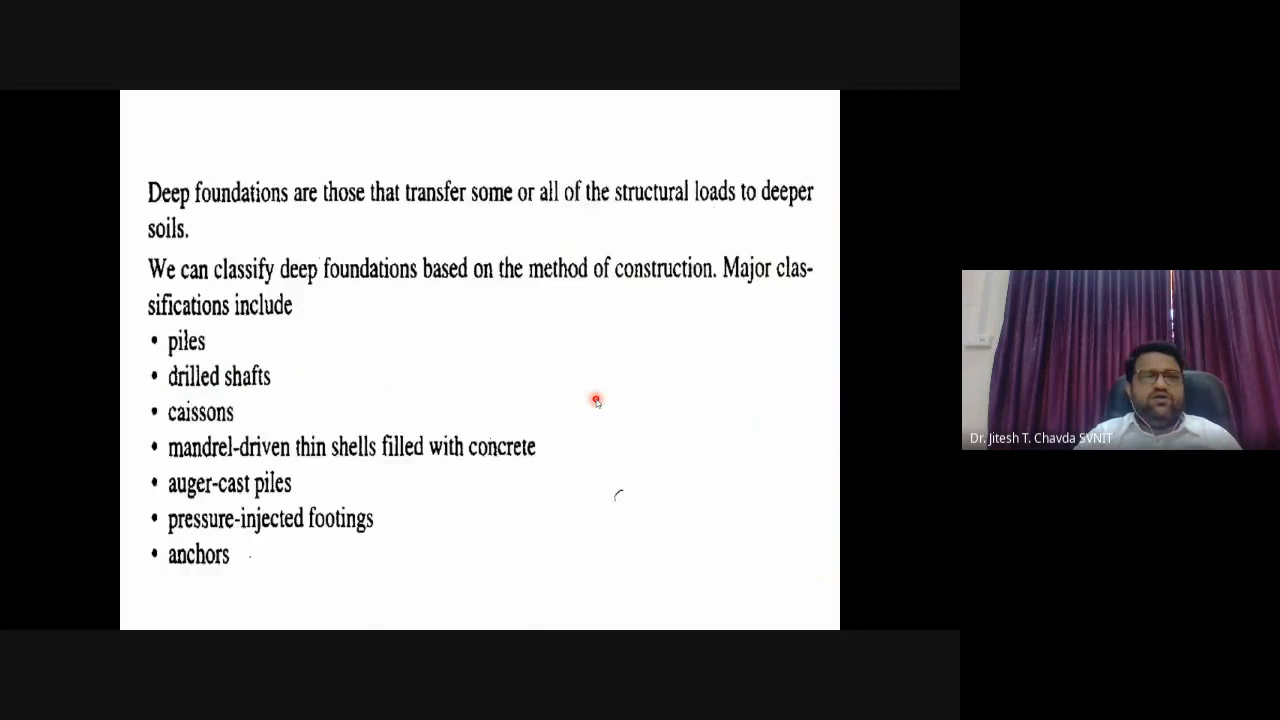 Deep foundations are those that transfer some or all of the structural loads to deeper
soils.
We can classify deep foundations based on the method of construction. Major clas-
sifications include
• piles
• drilled shafts
• caissons
• mandrel-driven thin shells filled with concrete
• auger-cast piles
• pressure-injected footings
• anchors
Dr. Jitesh T. Chavda SVNIT